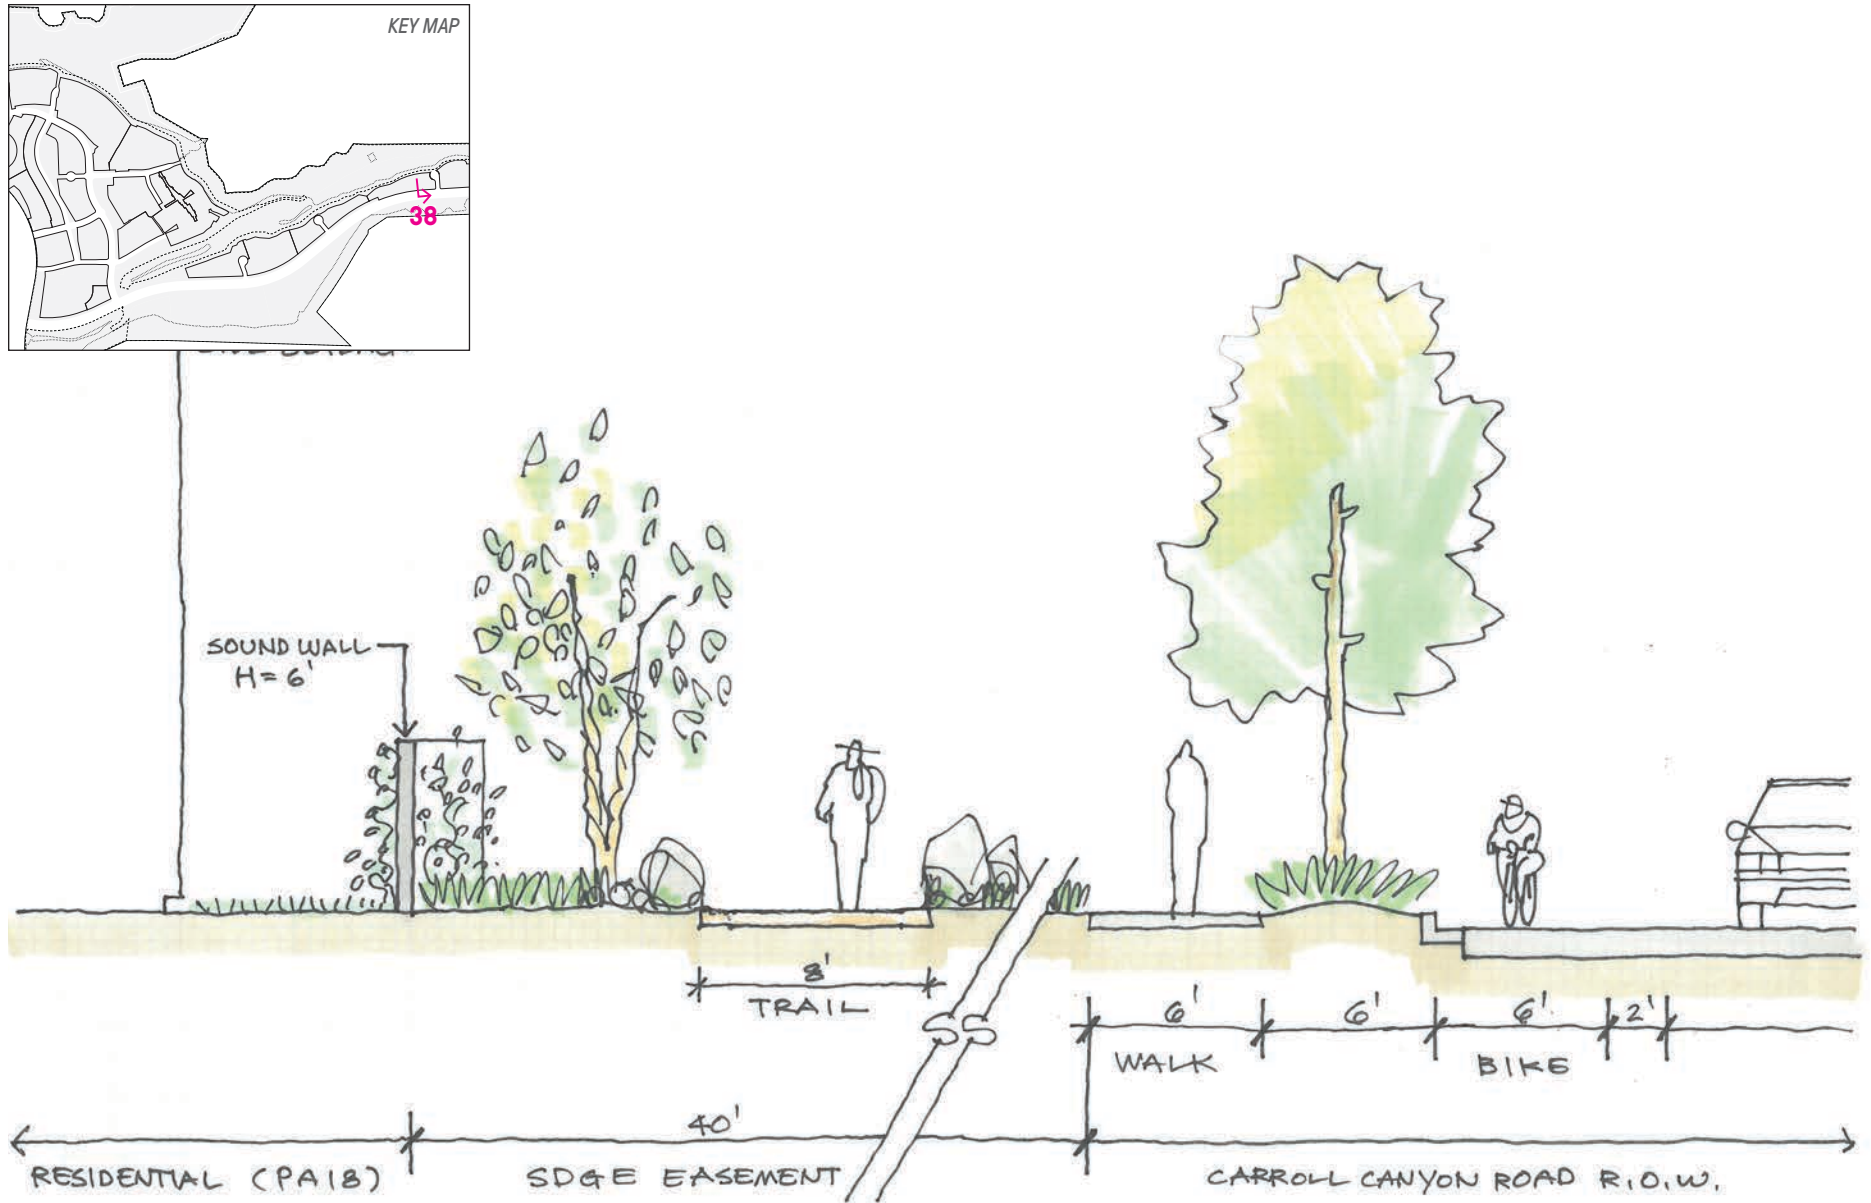 KEY MAP
38
SOUND WALL
H=6'
8'
TRAIL
6'
6'
6'
2'
WALK
BIKE
40'
RESIDENTIAL (PA18)
SDGE EASEMENT
CARROLL CANYON ROAD R.O.W.